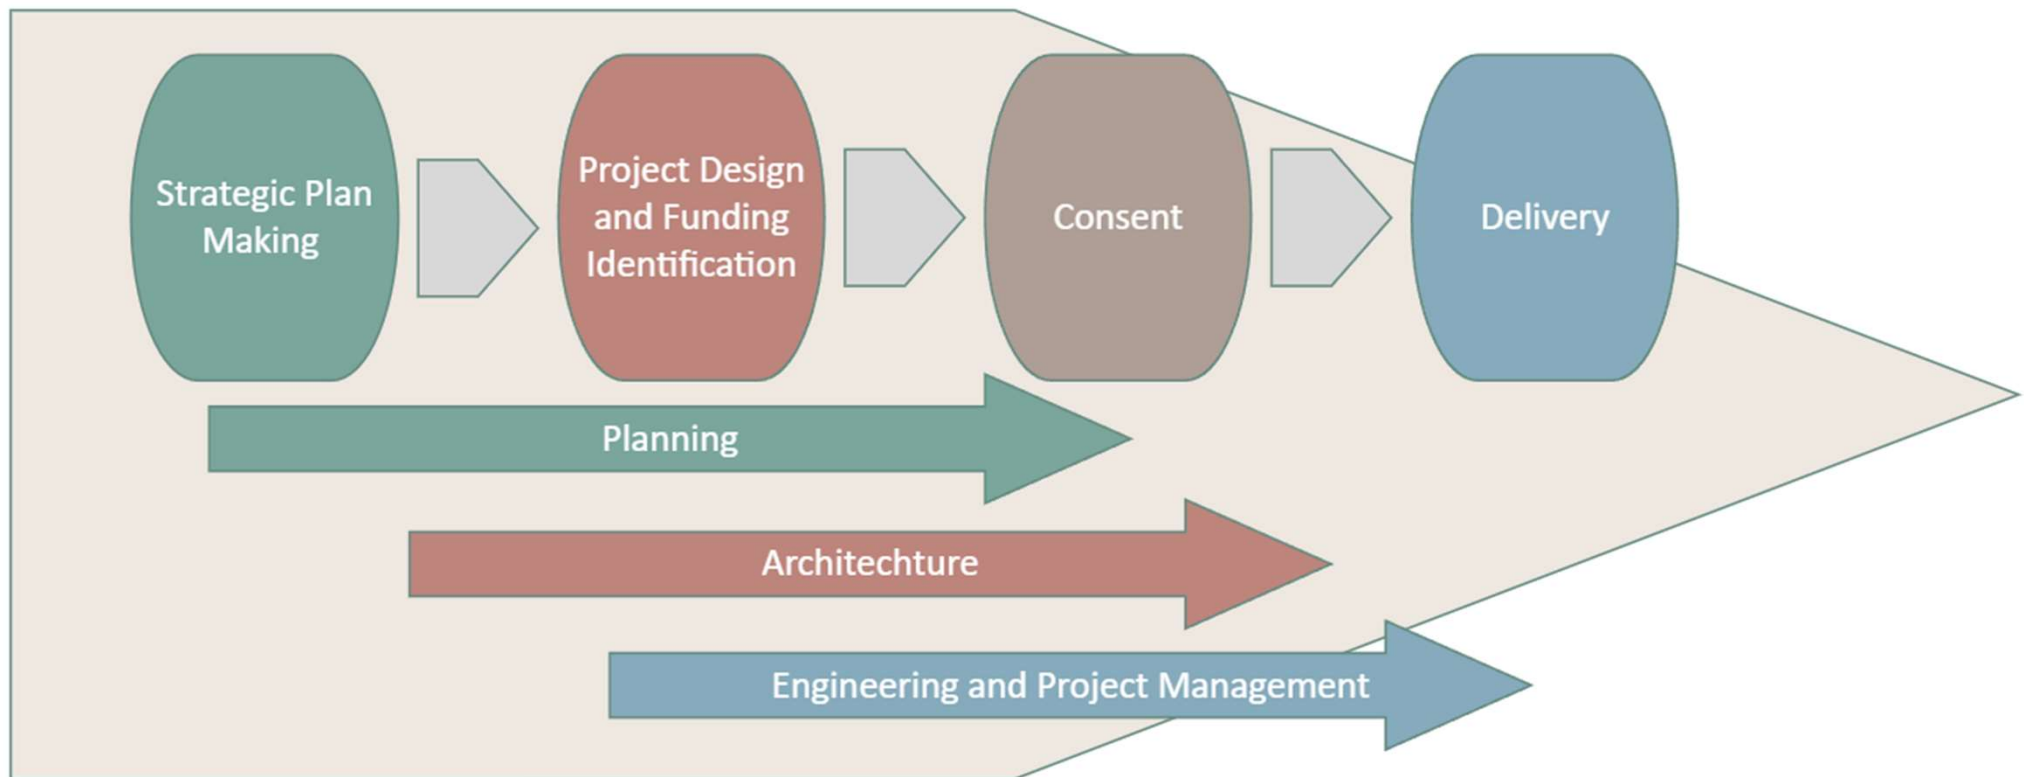 Strategic Plan
Making
Project Design
and Funding
Identification
Consent
Delivery
Planning
Architechture
Engineering and Project Management